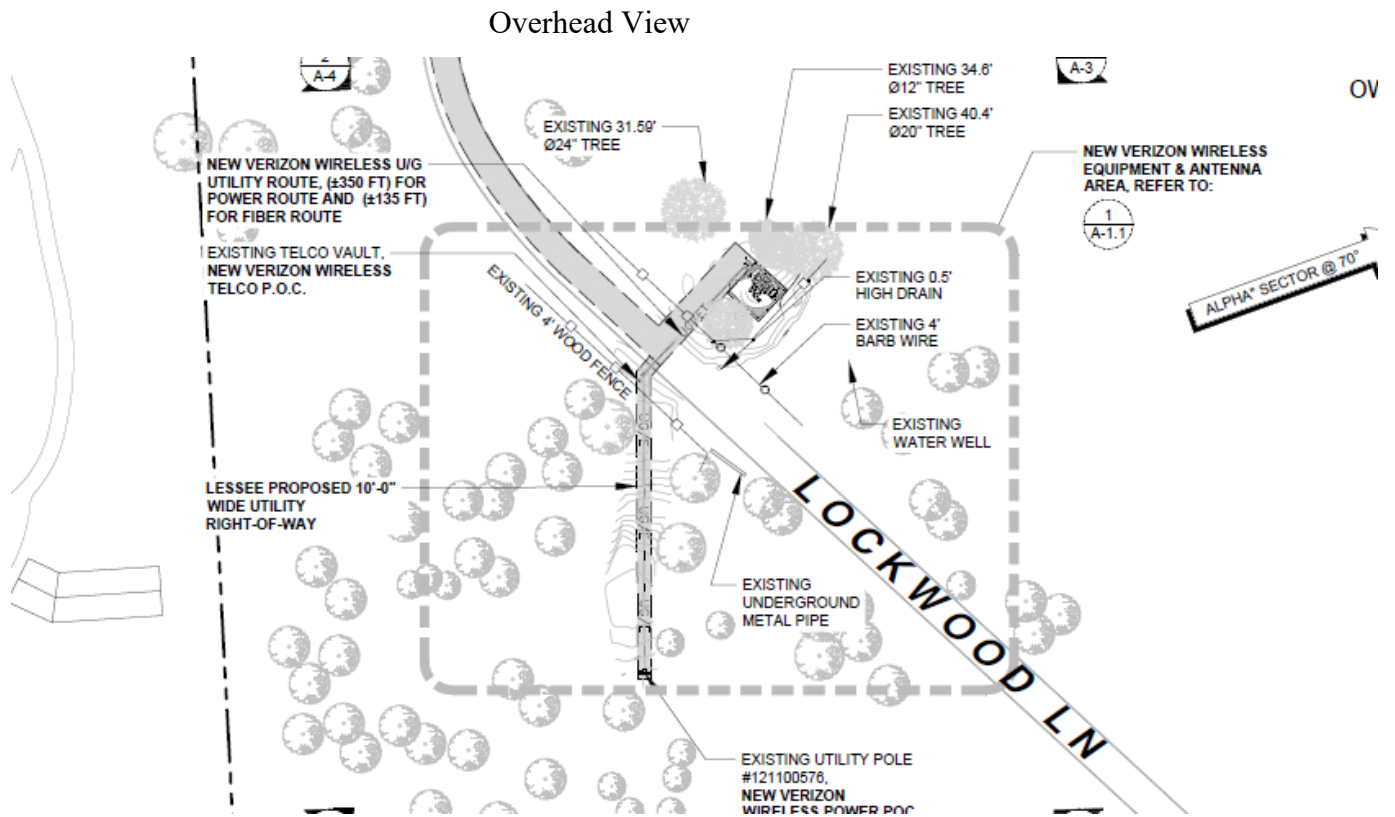 Overhead View
2
A-4
EXISTING 34.6'
Ø12" TREE
A-3
EXISTING 40.4'
Ø20" TREE
EXISTING 31.59'
Ø24" TREE
NEW VERIZON WIRELESS
EQUIPMENT & ANTENNA
AREA, REFER TO:
1
A-1.1
NEW VERIZON WIRELESS U/G
UTILITY ROUTE, (±350 FT) FOR
POWER ROUTE AND (±135 FT)
FOR FIBER ROUTE
EXISTING TELCO VAULT,
NEW VERIZON WIRELESS
TELCO P.O.C.
EXISTING 4' WOOD FENCE
EXISTING 0.5'
HIGH DRAIN
EXISTING 4'
BARB WIRE
ALPHA" SECTOR @ 70°
EXISTING
WATER WELL
LESSEE PROPOSED 10'-0"
WIDE UTILITY
RIGHT-OF-WAY
LOCKWOOD LN
EXISTING
UNDERGROUND
METAL PIPE
EXISTING UTILITY POLE
#121100576,
NEW VERIZON
WIRELESS POWER POC